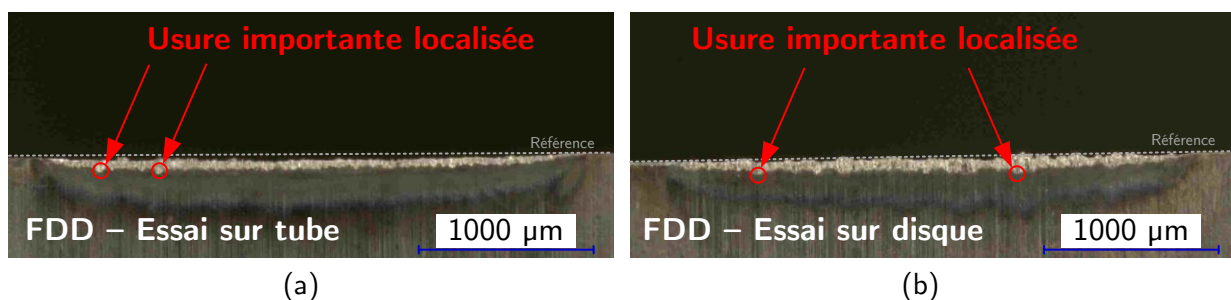 Usure importante localisée
Référence
FDD – Essai sur tube
1000 µm
(a)
Usure importante localisée
Référence
FDD – Essai sur disque
1000 µm
(b)